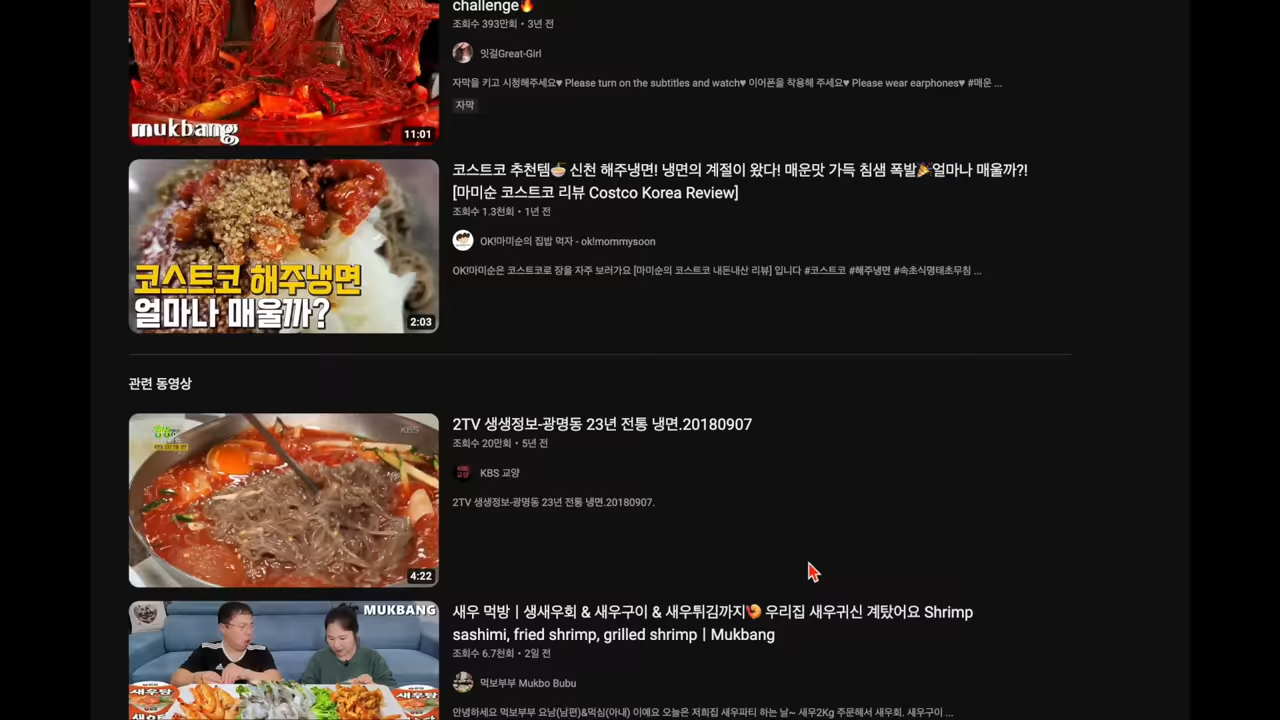 challenge🔥
조회수 393만회 • 3년 전
잇걸Great-Girl
자막을 키고 시청해주세요♥ Please turn on the subtitles and watch♥ 이어폰을 착용해 주세요♥ Please wear earphones♥ #매운 ...
자막
mukbang
11:01
코스트코 추천템🍜 신천 해주냉면! 냉면의 계절이 왔다! 매운맛 가득 침샘 폭발🎉얼마나 매울까?!
[마미순 코스트코 리뷰 Costco Korea Review]
조회수 1.3천회 • 1년 전
OK!마미순의 집밥 먹자 - ok!mommysoon
OK!마미순은 코스트코로 장을 자주 보러가요 [마미순의 코스트코 내돈내산 리뷰] 입니다 #코스트코 #해주냉면 #속초식명태초무침 ...
코스트코 해주냉면
얼마나 매울까?
2:03
관련 동영상
KBS
4:22
2TV 생생정보-광명동 23년 전통 냉면.20180907
조회수 20만회 • 5년 전
KBS 교양
2TV 생생정보-광명동 23년 전통 냉면.20180907.
MUKBANG
새우탕
새우탕
새우 먹방 | 생새우회 & 새우구이 & 새우튀김까지🍤 우리집 새우귀신 계탔어요 Shrimp
sashimi, fried shrimp, grilled shrimp | Mukbang
조회수 6.7천회 • 2일 전
먹보부부 Mukbo Bubu
안녕하세요 먹보부부 요남(남편)&먹심(아내) 이예요 오늘은 저희집 새우파티 하는 날~ 새우2Kg 주문해서 새우회. 새우구이 ...